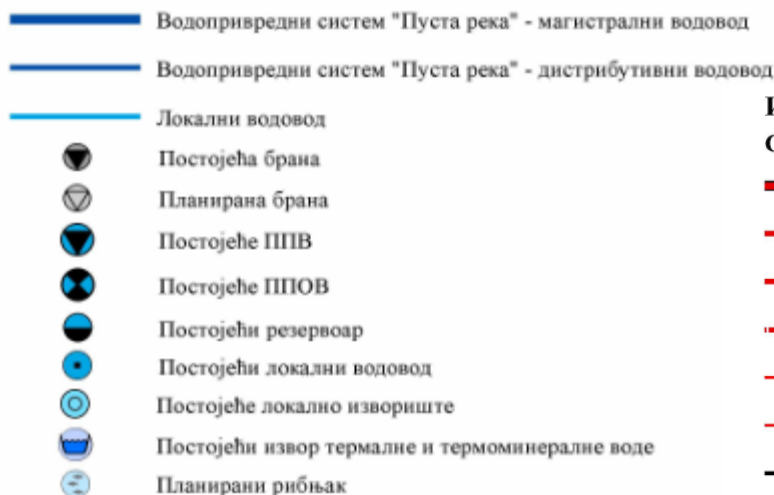 Водопривредни систем "Пуста река" - магистрални водовод
Водопривредни систем "Пуста река" - дистрибутивни водовод
Локални водовод
Постојећа брана
Планирана брана
Постојеће ППВ
Постојеће ППОВ
Постојећи резервоар
Постојећи локални водовод
Постојеће локално извориште
Постојећи извор термалне и термоминералне воде
Планирани рибњак